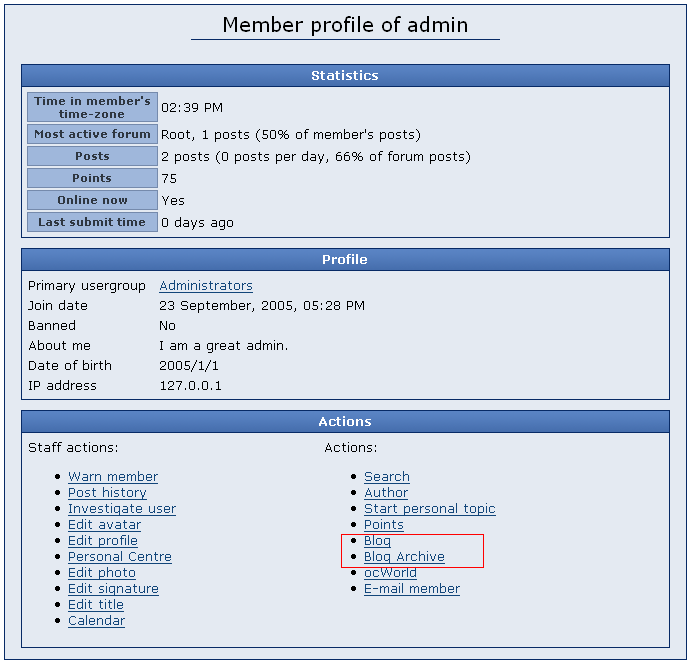 Member profile of admin
Statistics
Time in member's
time-zone
02:39 PM
Most active forum Root, 1 posts (50% of member's posts)
Posts 2 posts (0 posts per day, 66% of forum posts)
Points 75
Online now Yes
Last submit time 0 days ago
Profile
Primary usergroup Administrators
Join date 23 September, 2005, 05:28 PM
Banned No
About me I am a great admin.
Date of birth 2005/1/1
IP address 127.0.0.1
Actions
Staff actions:
Warn member
Post history
Investigate user
Edit avatar
Edit profile
Personal Centre
Edit photo
Edit signature
Edit title
Calendar
Actions:
Search
Author
Start personal topic
Points
Blog
Blog Archive
ocWorld
E-mail member